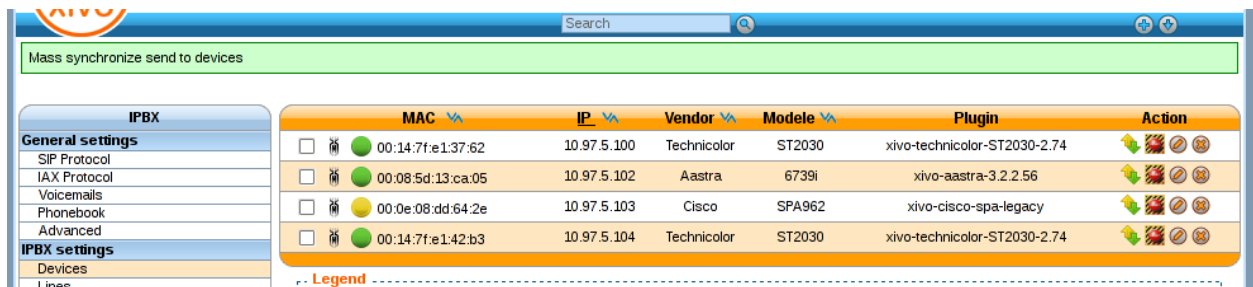 XIVO
Search
Mass synchronize send to devices
IPBX
General settings
SIP Protocol
IAX Protocol
Voicemails
Phonebook
Advanced
IPBX settings
Devices
Lines
MAC IP Vendor Modele Plugin Action
00:14:7f:e1:37:62 10.97.5.100 Technicolor ST2030 xivo-technicolor-ST2030-2.74
00:08:5d:13:ca:05 10.97.5.102 Aastra 6739i xivo-aastra-3.2.2.56
00:0e:08:dd:64:2e 10.97.5.103 Cisco SPA962 xivo-cisco-spa-legacy
00:14:7f:e1:42:b3 10.97.5.104 Technicolor ST2030 xivo-technicolor-ST2030-2.74
Legend